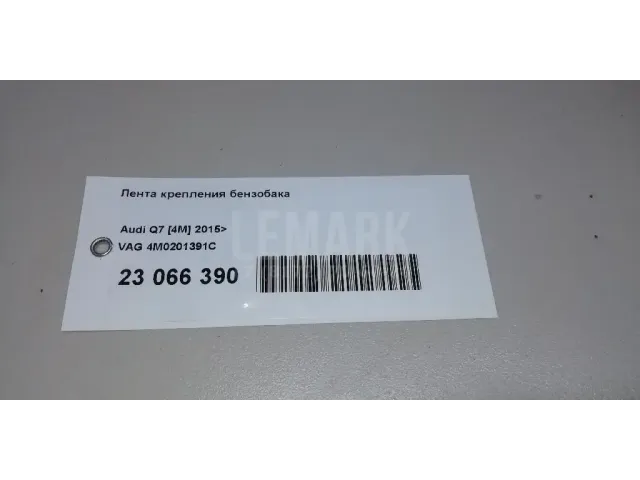 Лента крепления бензобака
Audi Q7 [4M] 2015>
VAG 4M0201391C
23 066 390
LEMARK